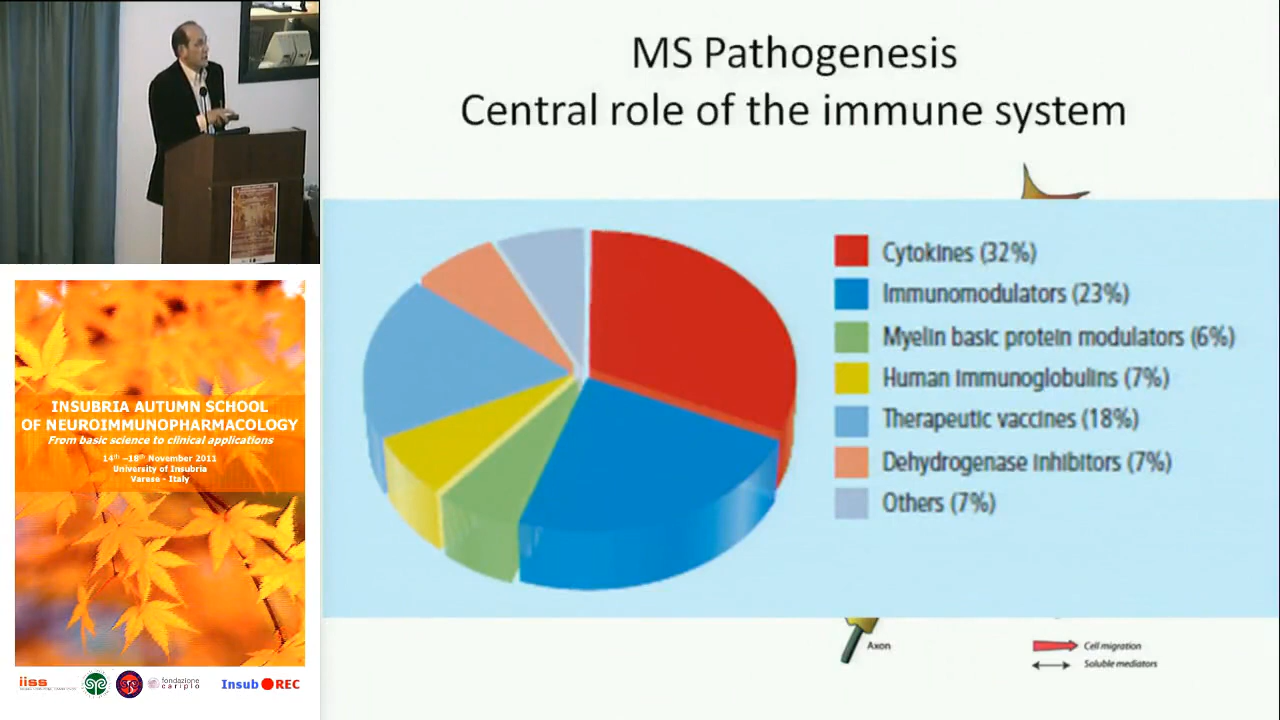 MS Pathogenesis
Central role of the immune system
Cytokines (32%)
Immunomodulators (23%)
Myelin basic protein modulators (6%)
Human immunoglobulins (7%)
Therapeutic vaccines (18%)
Dehydrogenase inhibitors (7%)
Others (7%)
Axon
Cell migration
Soluble mediators
INSUBRIA AUTUMN SCHOOL
OF NEUROIMMUNOPHARMACOLOGY
From basic science to clinical applications
14th –18th November 2011
University of Insubria
Varese - Italy
iiss
fondazione
cariplo
Insub REC